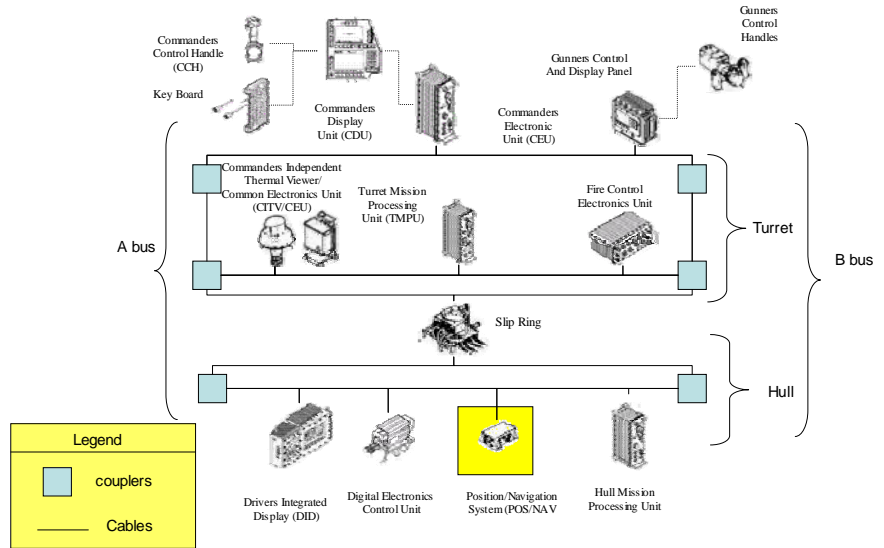 Commanders
Control Handle
(CCH)
Key Board
Commanders
Display
Unit (CDU)
Gunners Control
And Display Panel
Commanders
Electronic
Unit (CEU)
Gunners
Control
Handles
Commanders Independent
Thermal Viewer/
Common Electronics Unit
(CITV/CEU)
Turret Mission
Processing
Unit (TMPU)
Fire Control
Electronics Unit
Turret
A bus
B bus
Slip Ring
Hull
Drivers Integrated
Display (DID)
Digital Electronics
Control Unit
Position/Navigation
System (POS/NAV
Hull Mission
Processing Unit
Legend
couplers
Cables